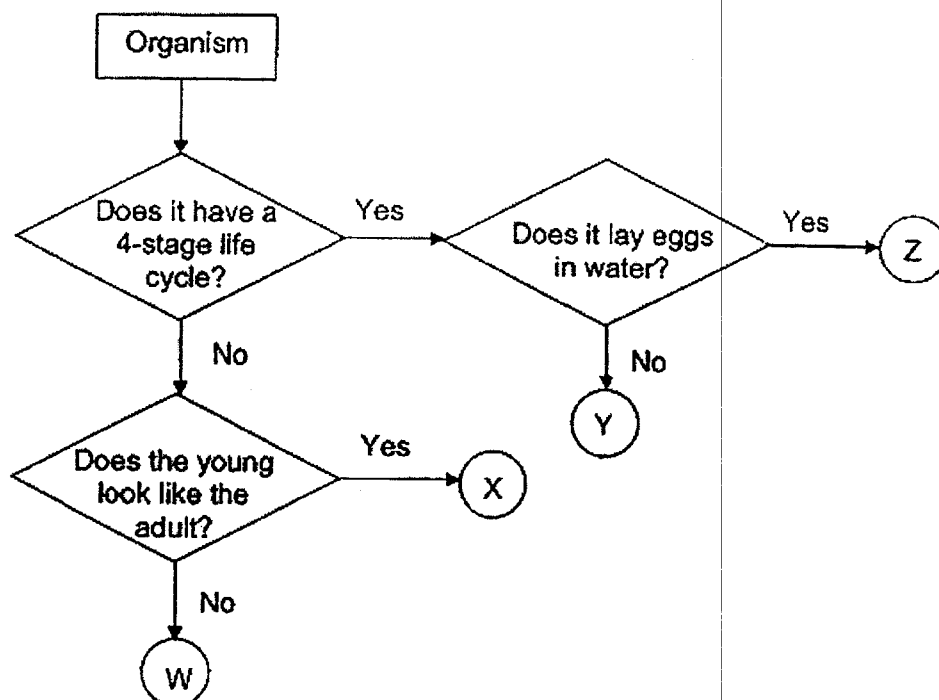 Organism
Does it have a
4-stage life
cycle?
Yes
Does it lay eggs
in water?
Yes
Z
No
No
Y
Does the young
look like the
adult?
Yes
X
No
W